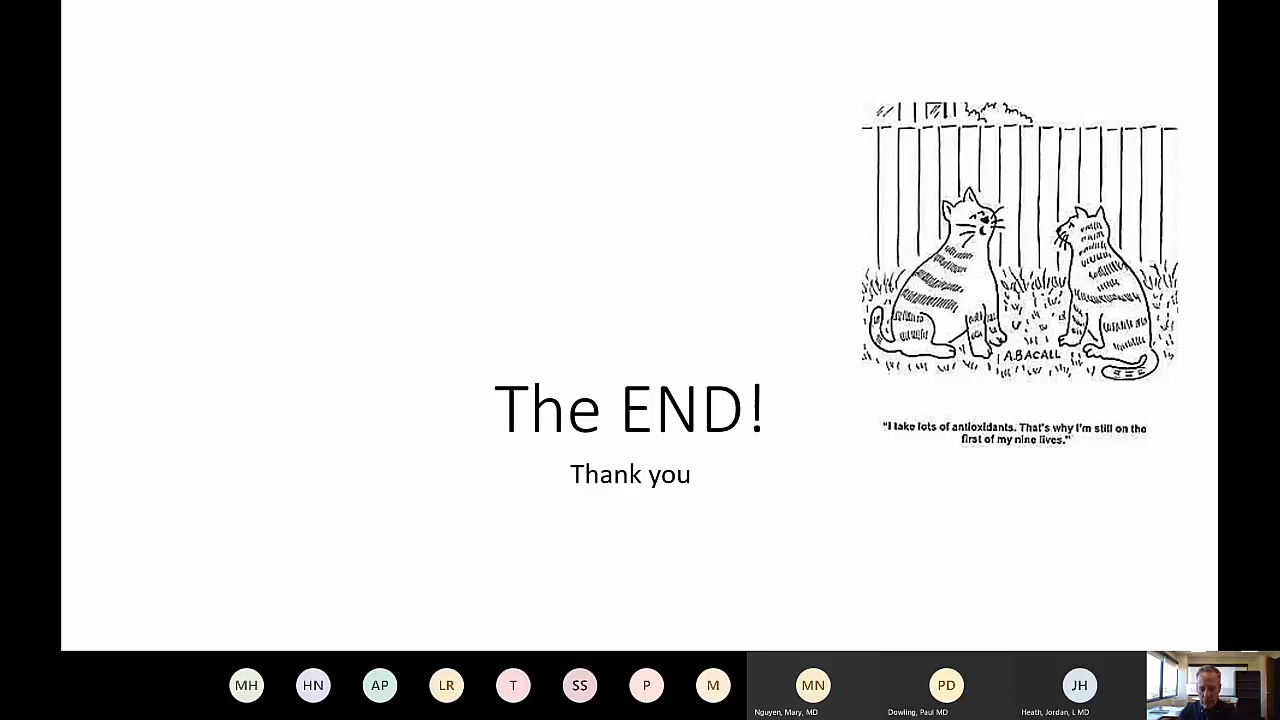 A.BACALL
"I take lots of antioxidants. That's why I'm still on the
first of my nine lives."
The END!
Thank you
MH
HN
AP
LR
T
SS
P
M
MN
PD
JH
Nguyen, Mary, MD
Dowling, Paul MD
Heath, Jordan, L MD